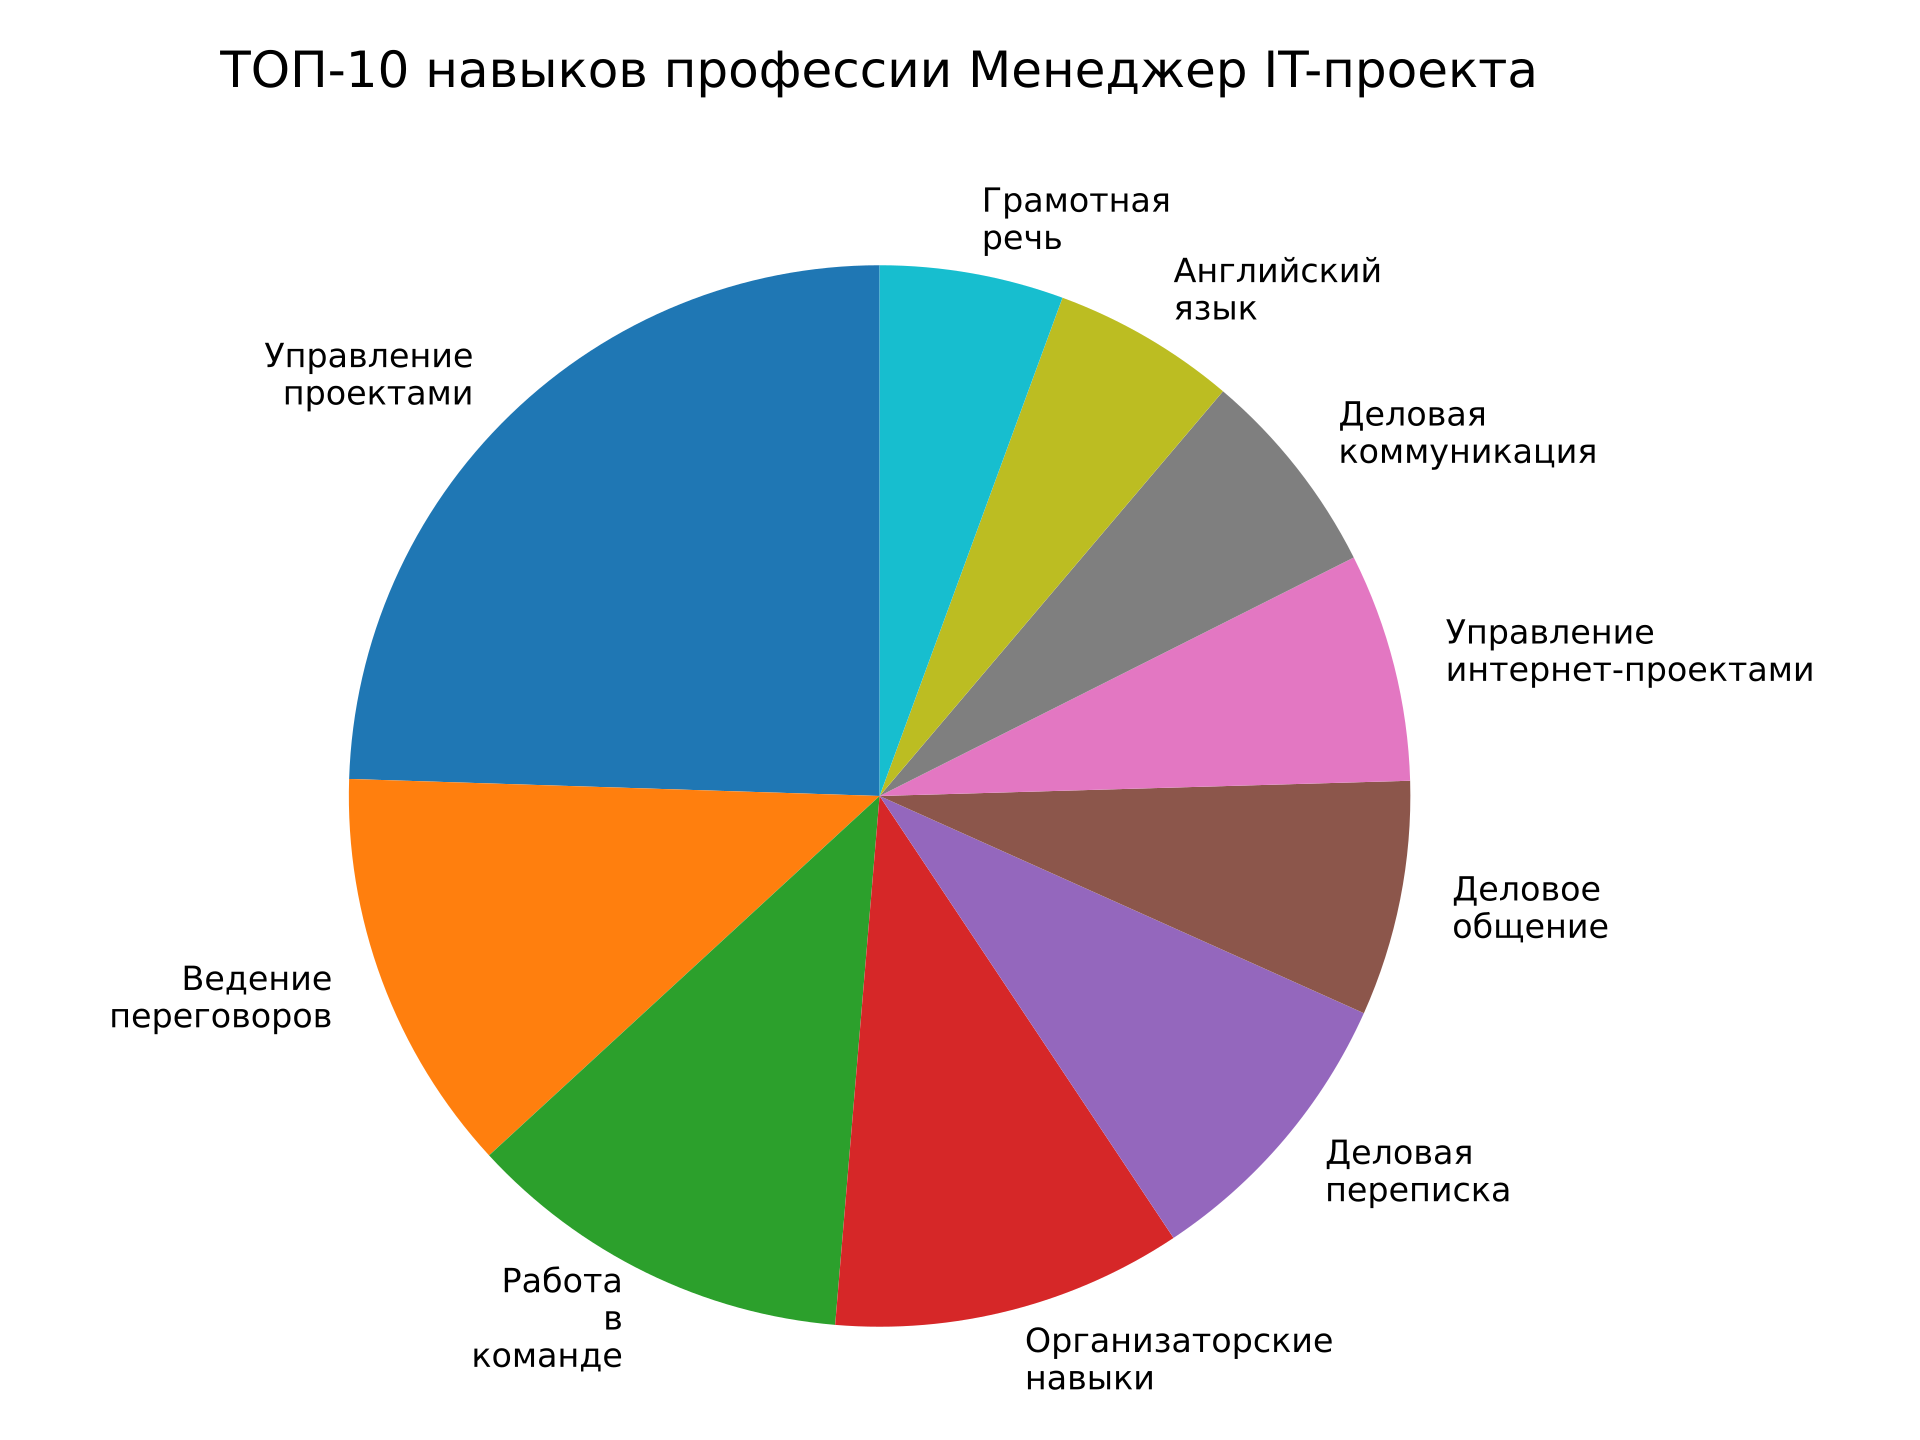 ТОП-10 навыков профессии Менеджер IT-проекта
Грамотная
речь
Английский
язык
Деловая
коммуникация
Управление
интернет-проектами
Деловое
общение
Деловая
переписка
Организаторские
навыки
Работа
в
команде
Ведение
переговоров
Управление
проектами